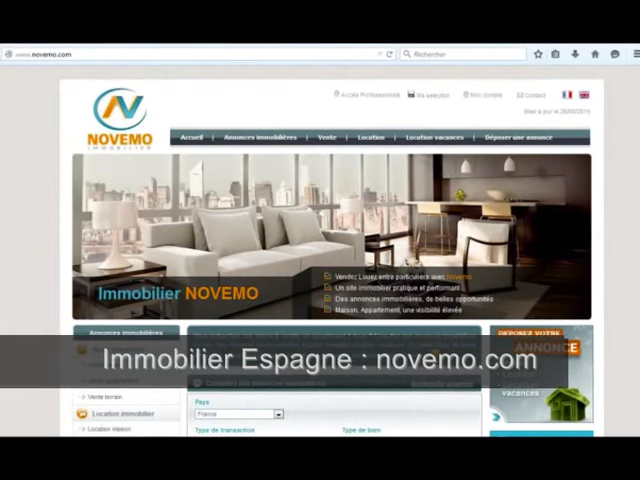 www.novemo.com
Rechercher
Accès Professionnels
Ma sélection
Mon compte
Contact
NOVEMO
IMMOBILIER
Accueil | Annonces immobilières | Vente | Location | Location vacances | Déposer une annonce
Immobilier NOVEMO
Vendez Louez entre particuliers avec Novemo
Un site immobilier pratique et performant
Des annonces immobilières, de belles opportunités
Maison, Appartement, une visibilité élevée
Annonces immobilières
DEPOSEZ VOTRE
ANNONCE
Immobilier Espagne : novemo.com
Location
vacances
Vente terrain
Location immobilier
Location maison
Pays
France
Type de transaction
Type de bien